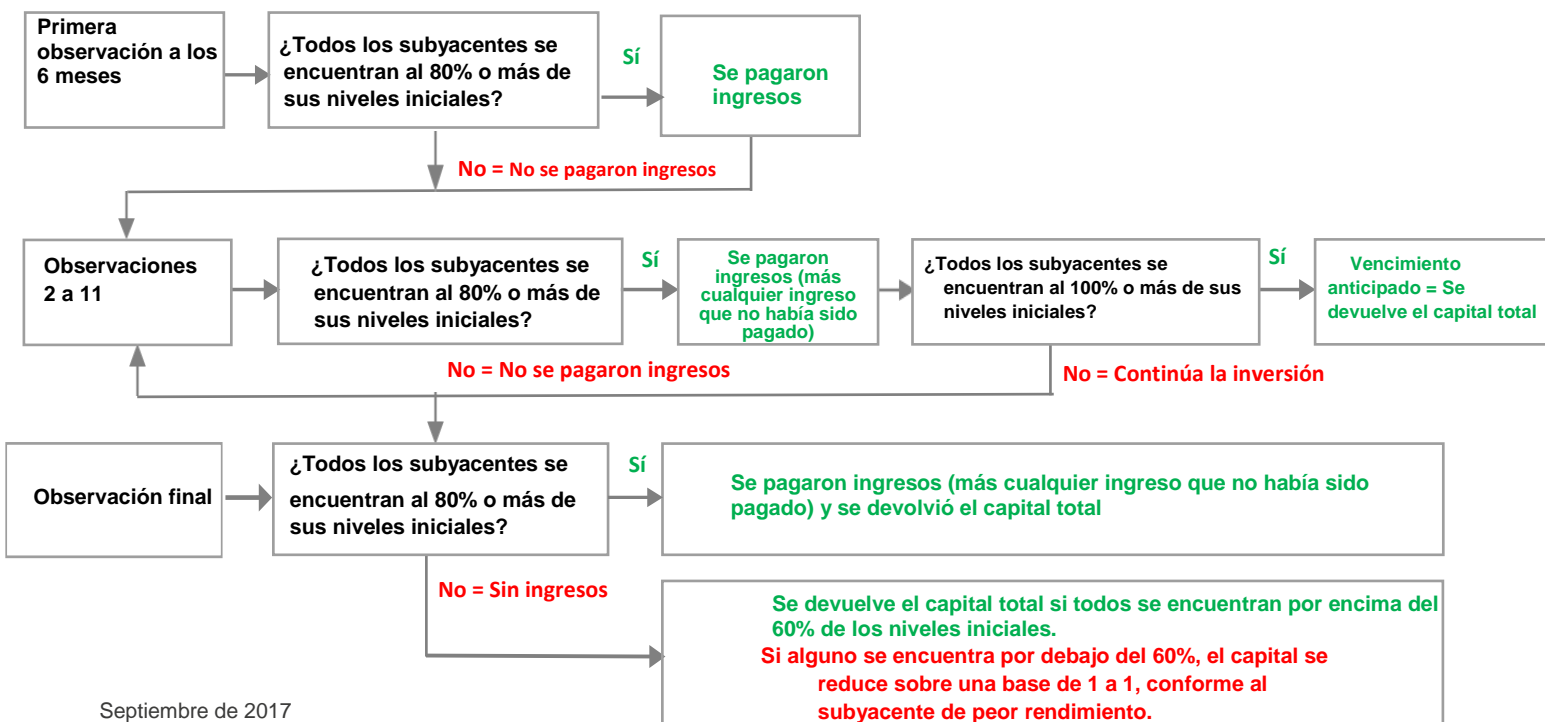 Primera
observación a los
6 meses
¿Todos los subyacentes se
encuentran al 80% o más de
sus niveles iniciales?
Sí
Se pagaron
ingresos
No = No se pagaron ingresos
Observaciones
2 a 11
¿Todos los subyacentes se
encuentran al 80% o más de
sus niveles iniciales?
Sí
Se pagaron
ingresos (más
cualquier ingreso
que no había sido
pagado)
¿Todos los subyacentes se
encuentran al 100% o más de sus
niveles iniciales?
Sí
Vencimiento
anticipado = Se
devuelve el capital total
No = No se pagaron ingresos
No = Continúa la inversión
Observación final
¿Todos los subyacentes se
encuentran al 80% o más de
sus niveles iniciales?
Sí
Se pagaron ingresos (más cualquier ingreso que no había sido
pagado) y se devolvió el capital total
No = Sin ingresos
Se devuelve el capital total si todos se encuentran por encima del
60% de los niveles iniciales.
Si alguno se encuentra por debajo del 60%, el capital se
reduce sobre una base de 1 a 1, conforme al
subyacente de peor rendimiento.
Septiembre de 2017